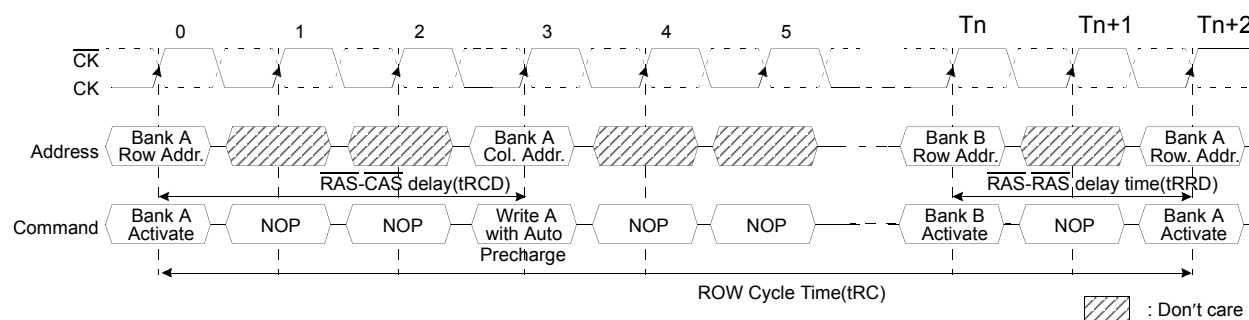 0 1 2 3 4 5 Tn Tn+1 Tn+2
CK
CK
Address
Bank A
Row Addr.
Bank A
Col. Addr.
Bank B
Row Addr.
Bank A
Row. Addr.
RAS-CAS delay(tRCD)
RAS-RAS delay time(tRRD)
Command
Bank A
Activate
NOP
NOP
Write A
with Auto
Precharge
NOP
NOP
Bank B
Activate
NOP
Bank A
Activate
ROW Cycle Time(tRC)
: Don't care